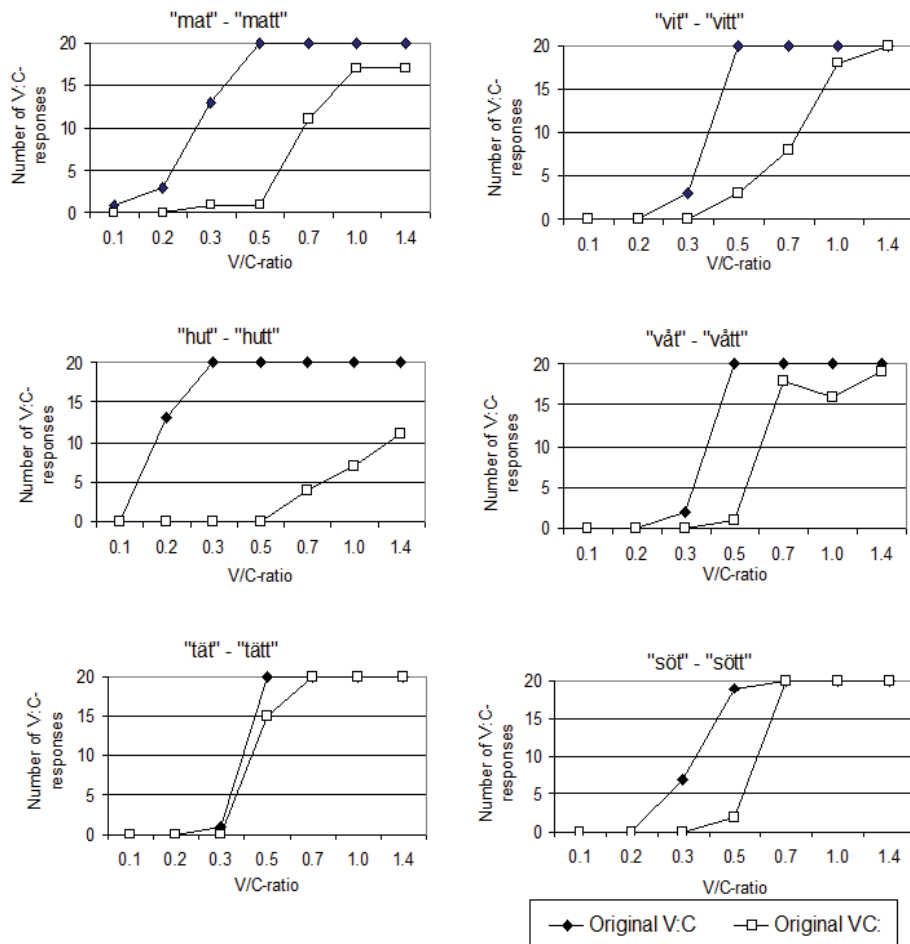 "mat" - "matt"
Number of V:C-
responses
20
15
10
5
0
0.1 0.2 0.3 0.5 0.7 1.0 1.4
V/C-ratio
"vit" - "vitt"
Number of V:C-
responses
20
15
10
5
0
0.1 0.2 0.3 0.5 0.7 1.0 1.4
V/C-ratio
"hut" - "hutt"
Number of V:C-
responses
20
15
10
5
0
0.1 0.2 0.3 0.5 0.7 1.0 1.4
V/C-ratio
"våt" - "vått"
Number of V:C-
responses
20
15
10
5
0
0.1 0.2 0.3 0.5 0.7 1.0 1.4
V/C-ratio
"tät" - "tätt"
Number of V:C-
responses
20
15
10
5
0
0.1 0.2 0.3 0.5 0.7 1.0 1.4
V/C-ratio
"söt" - "sött"
Number of V:C-
responses
20
15
10
5
0
0.1 0.2 0.3 0.5 0.7 1.0 1.4
V/C-ratio
Original V:C Original VC: